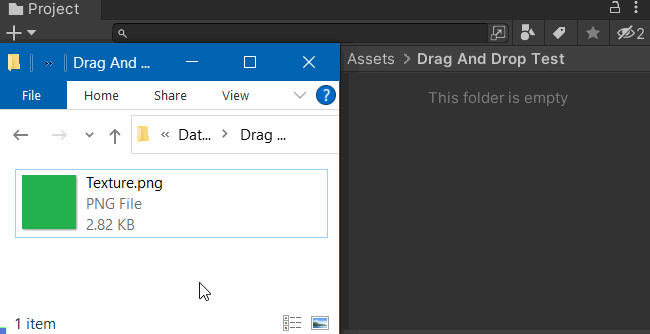 Project
2
Drag And ...
File
Home
Share
View
?
Dat...
Drag ...
Texture.png
PNG File
2.82 KB
1 item
Assets > Drag And Drop Test
This folder is empty